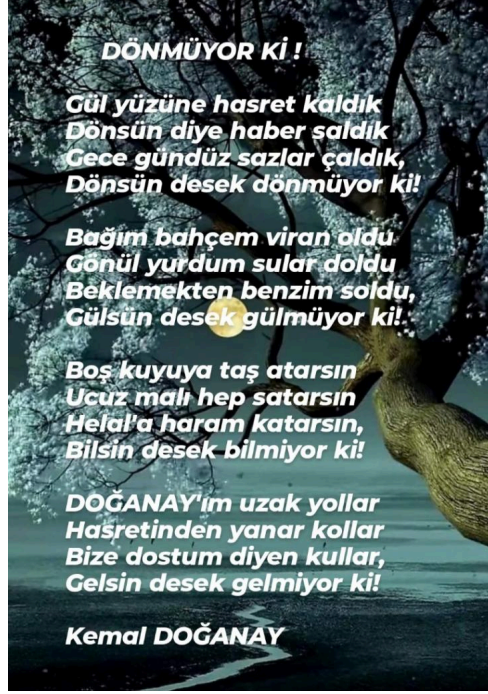 DÖNMÜYOR Kİ !
Gül yüzüne hasret kaldık
Dönsün diye haber saldık
Gece gündüz sazlar çaldık,
Dönsün desek dönmüyor ki!
Bağım bahçem viran oldu
Gönül yurdum sular doldu
Beklemekten benzim soldu,
Gülsün desek gülmüyor ki!
Boş kuyuya taş atarsın
Ucuz malı hep satarsın
Helal'a haram katarsın,
Bilsin desek bilmiyor ki!
DOĞANAY'ım uzak yollar
Hasretinden yanar kollar
Bize dostum diyen kullar,
Gelsin desek gelmiyor ki!
Kemal DOĞANAY